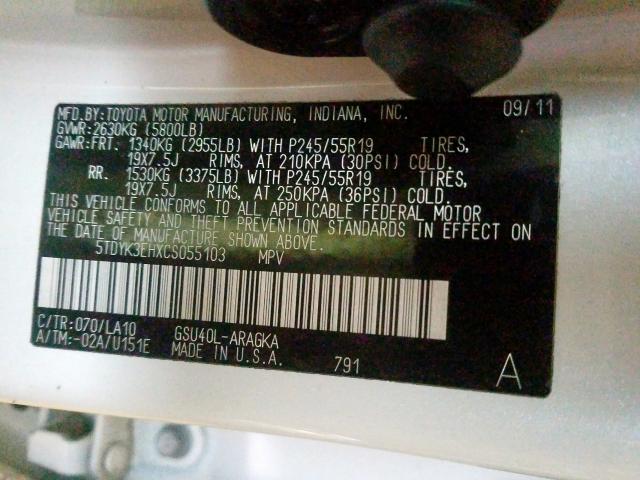 MFD. BY: TOYOTA MOTOR MANUFACTURING, INDIANA, INC. 09/11
GVWR: 2630KG (5800LB)
GAWR: FRT. 1340KG (2955LB) WITH P245/55R19 TIRES,
19X7.5J RIMS, AT 210KPA (30PSI) COLD.
RR. 1530KG (3375LB) WITH P245/55R19 TIRES,
19X7.5J RIMS, AT 250KPA (36PSI) COLD.
THIS VEHICLE CONFORMS TO ALL APPLICABLE FEDERAL MOTOR
VEHICLE SAFETY AND THEFT PREVENTION STANDARDS IN EFFECT ON
THE DATE OF MANUFACTURE SHOWN ABOVE.
5TDYK3EHXCS055103 MPV
C/TR: 070/LA10 GSU40L-ARAGKA
A/TM: -02A/U151E MADE IN U.S.A. 791
A